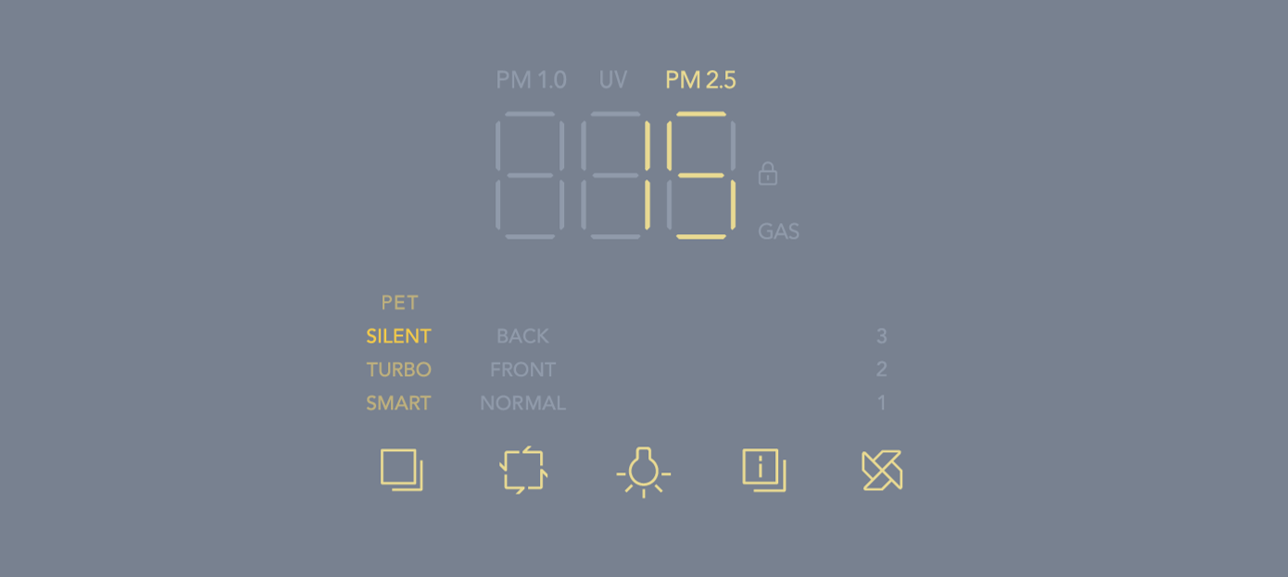 PM 1.0 UV PM 2.5
15
GAS
PET
SILENT BACK 3
TURBO FRONT 2
SMART NORMAL 1
i